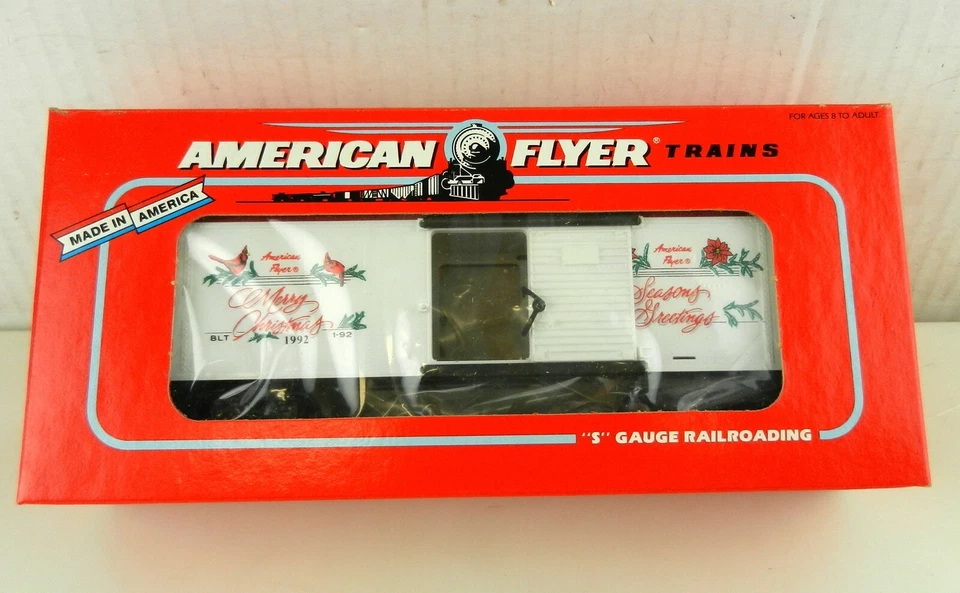 FOR AGES 8 TO ADULT
AMERICAN FLYER® TRAINS
MADE IN AMERICA
American
Flyer®
Merry
Christmas
BLT 1992 1-92
American
Flyer®
Seasons
Greetings
"S" GAUGE RAILROADING